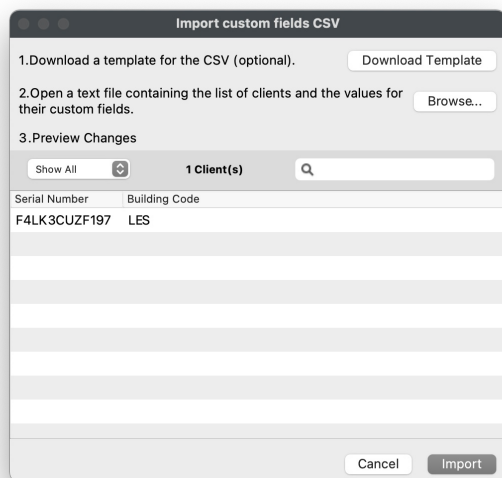 Import custom fields CSV
1.Download a template for the CSV (optional).
Download Template
2.Open a text file containing the list of clients and the values for
their custom fields.
Browse...
3.Preview Changes
Show All
1 Client(s)
Serial Number Building Code
F4LK3CUZF197 LES
Cancel Import